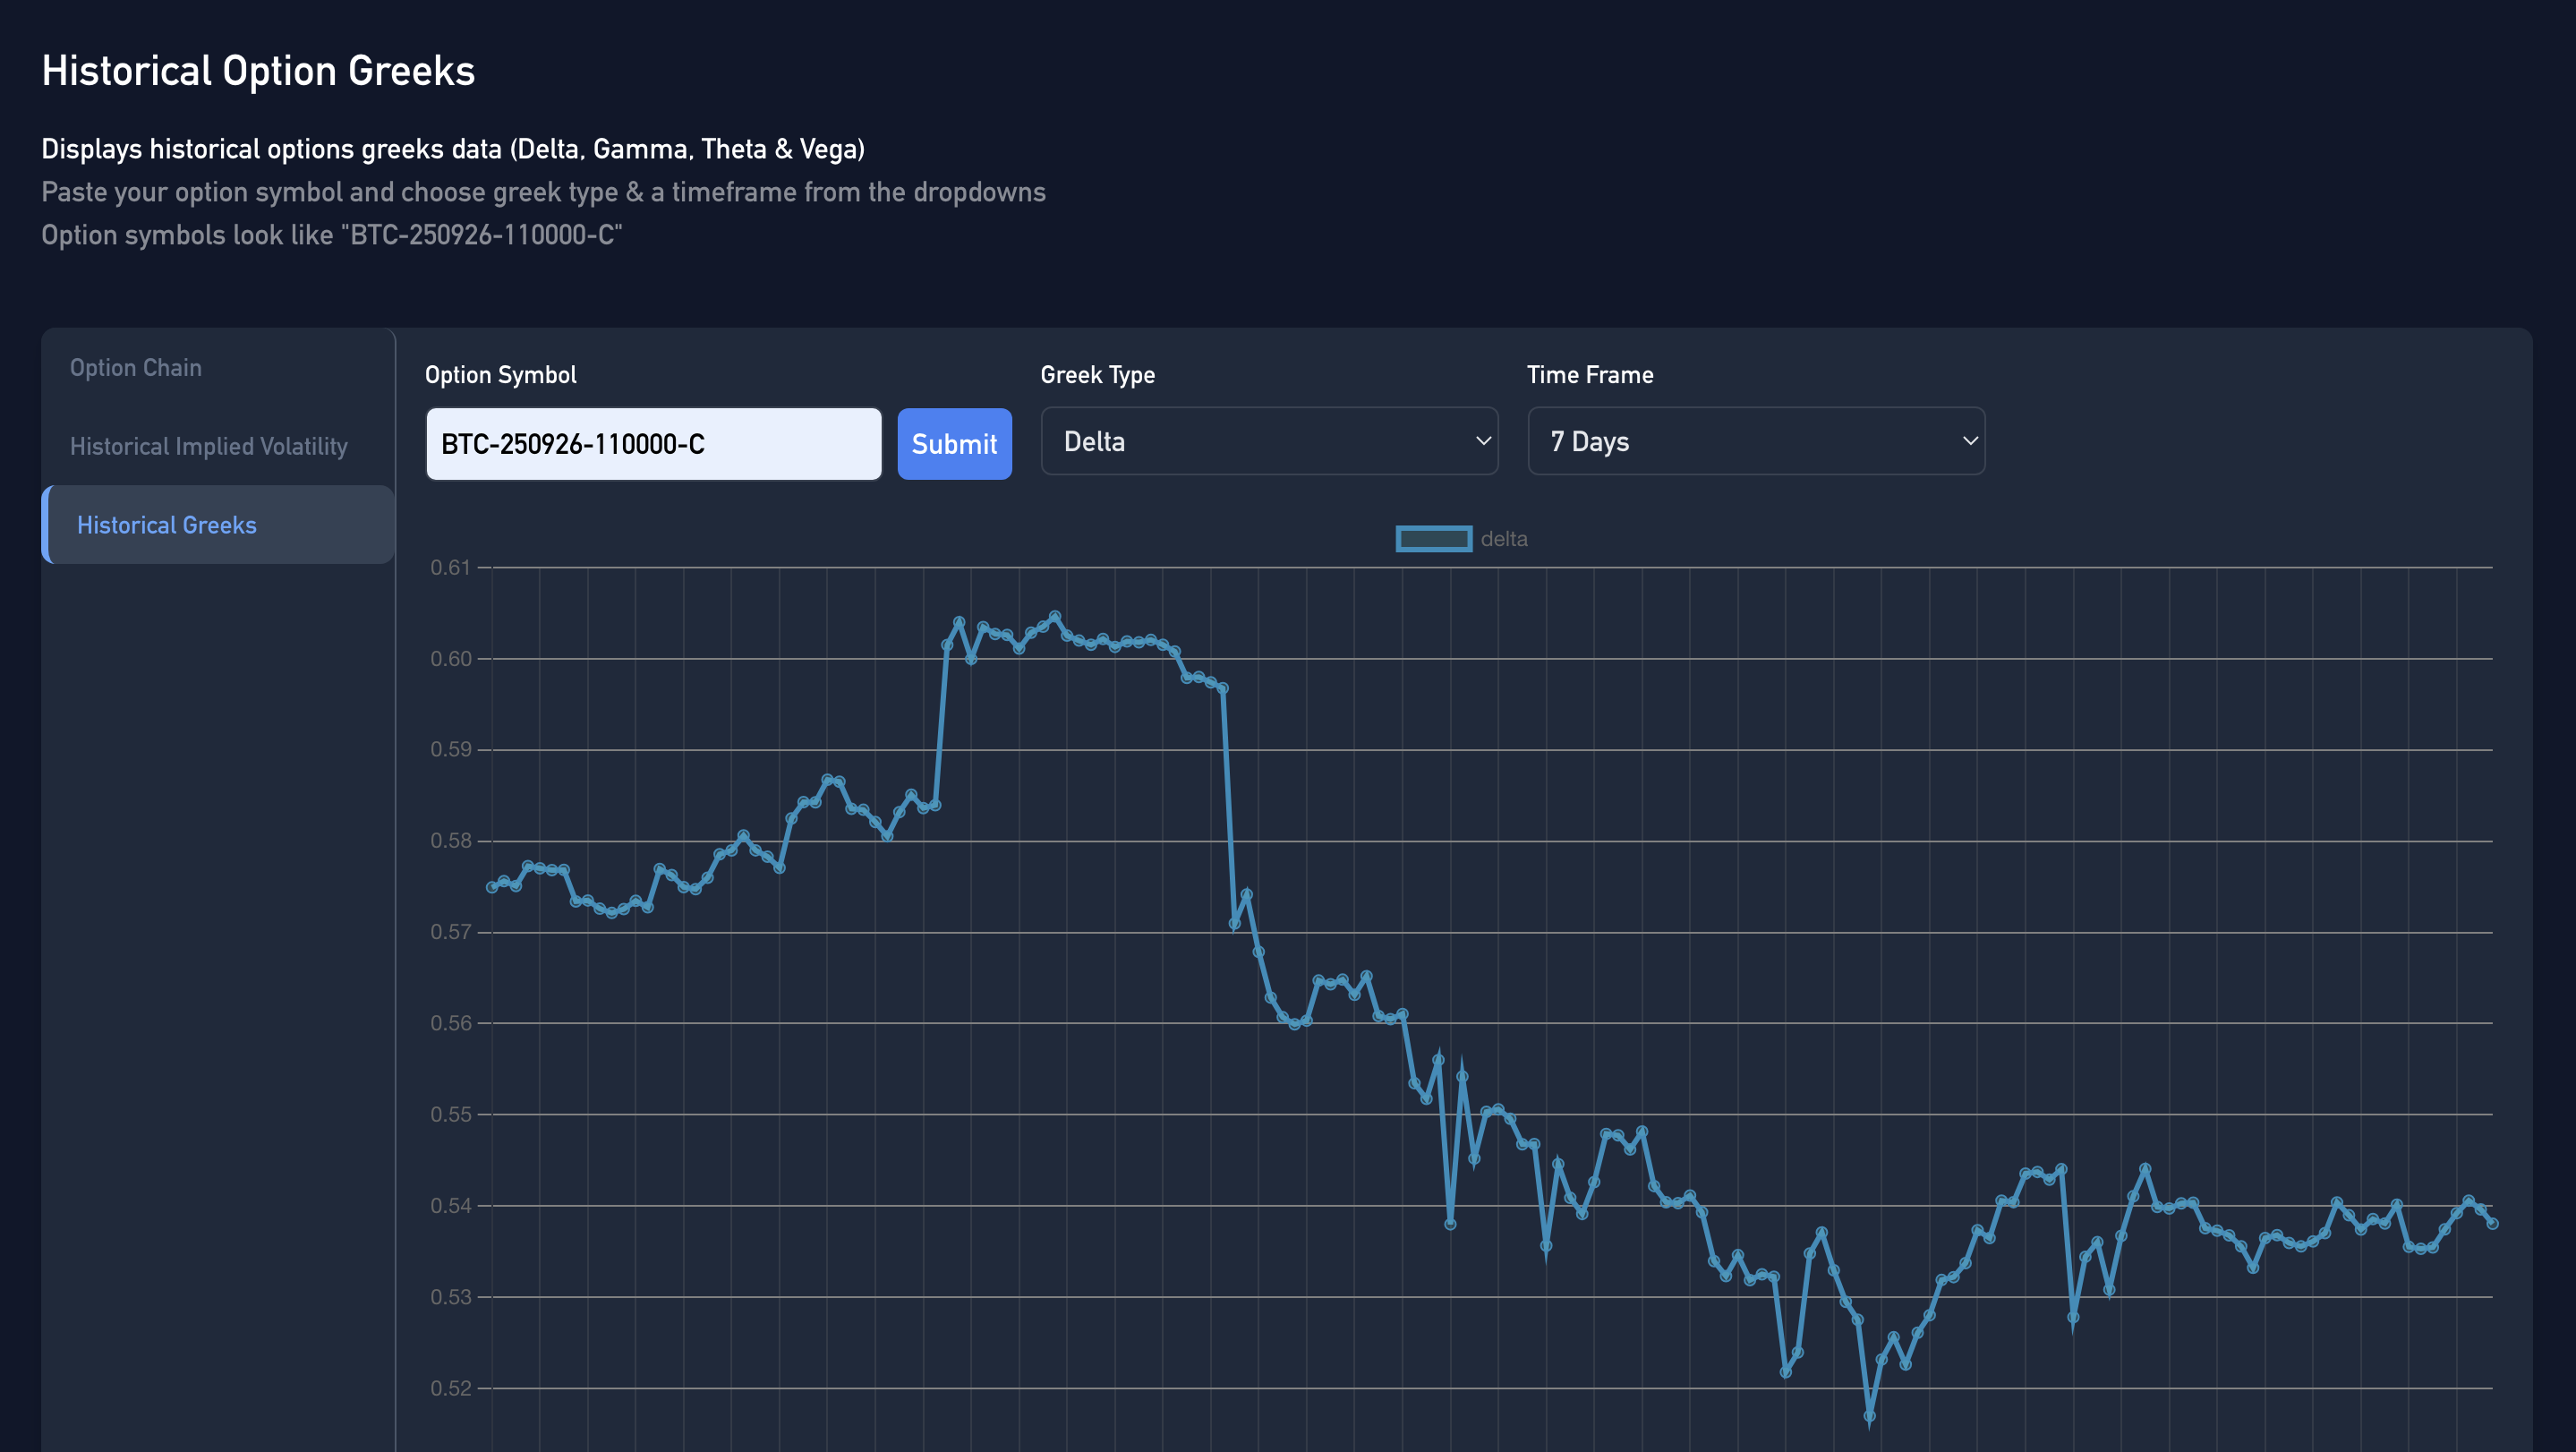 Historical Option Greeks
Displays historical options greeks data (Delta, Gamma, Theta & Vega)
Paste your option symbol and choose greek type & a timeframe from the dropdowns
Option symbols look like "BTC-250926-110000-C"
Option Chain
Historical Implied Volatility
Historical Greeks
Option Symbol
Greek Type
Time Frame
BTC-250926-110000-C
Submit
Delta
7 Days
delta
0.61
0.60
0.59
0.58
0.57
0.56
0.55
0.54
0.53
0.52